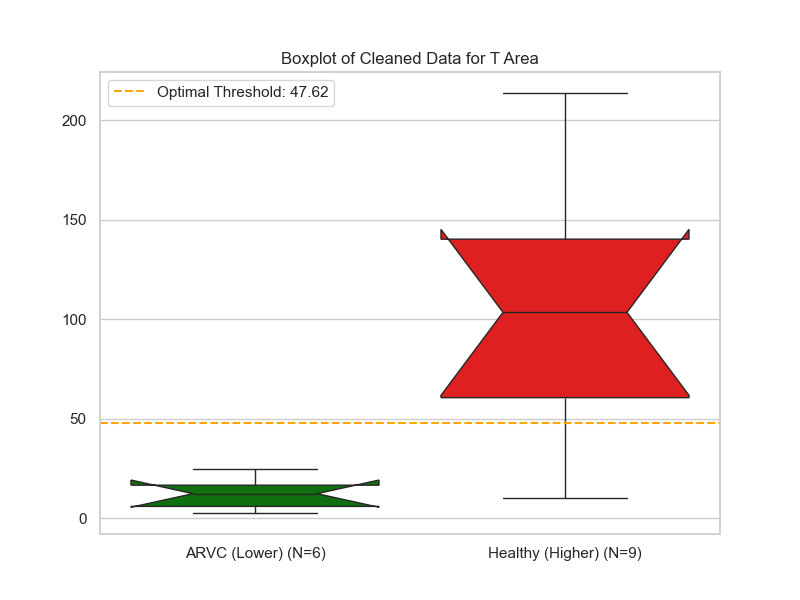 Boxplot of Cleaned Data for T Area
Optimal Threshold: 47.62
200
150
100
50
0
ARVC (Lower) (N=6)
Healthy (Higher) (N=9)